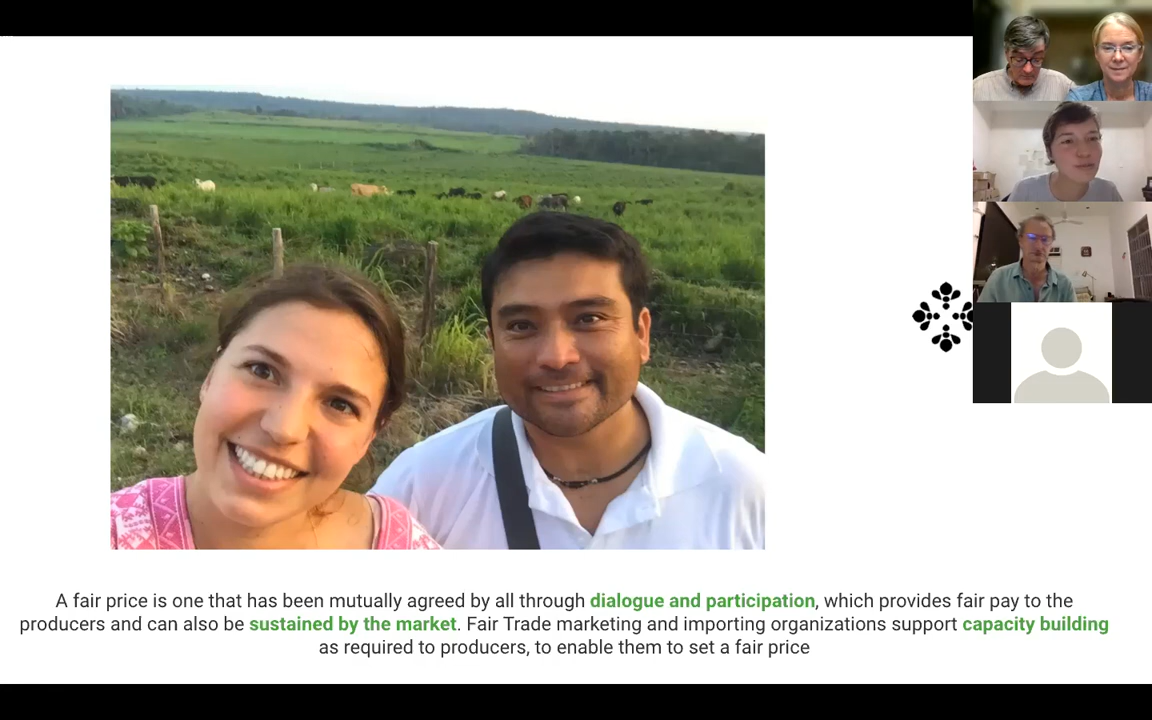 A fair price is one that has been mutually agreed by all through dialogue and participation, which provides fair pay to the
producers and can also be sustained by the market. Fair Trade marketing and importing organizations support capacity building
as required to producers, to enable them to set a fair price